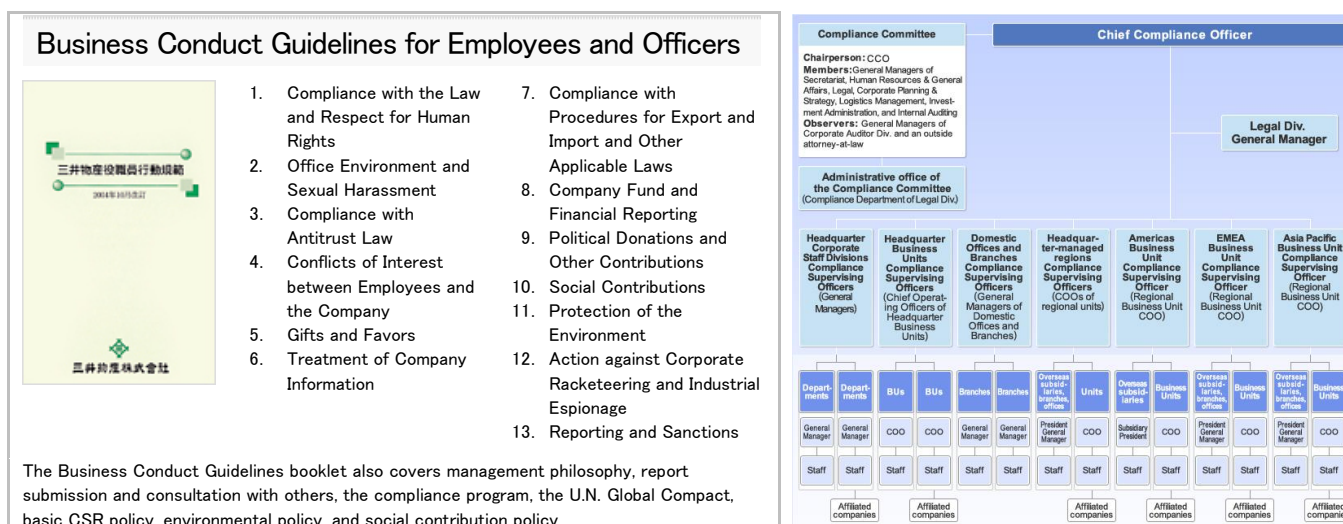 Business Conduct Guidelines for Employees and Officers
三井物産役職員行動規範
2004年10月改訂
三井物産株式会社
1. Compliance with the Law
and Respect for Human
Rights
2. Office Environment and
Sexual Harassment
3. Compliance with
Antitrust Law
4. Conflicts of Interest
between Employees and
the Company
5. Gifts and Favors
6. Treatment of Company
Information
7. Compliance with
Procedures for Export and
Import and Other
Applicable Laws
8. Company Fund and
Financial Reporting
9. Political Donations and
Other Contributions
10. Social Contributions
11. Protection of the
Environment
12. Action against Corporate
Racketeering and Industrial
Espionage
13. Reporting and Sanctions
The Business Conduct Guidelines booklet also covers management philosophy, report
submission and consultation with others, the compliance program, the U.N. Global Compact,
basic CSR policy, environmental policy, and social contribution policy
Compliance Committee
Chairperson: CCO
Members: General Managers of
Secretariat, Human Resources & General
Affairs, Legal, Corporate Planning &
Strategy, Logistics Management, Invest-
ment Administration, and Internal Auditing
Observers: General Managers of
Corporate Auditor Div. and an outside
attorney-at-law
Chief Compliance Officer
Legal Div.
General Manager
Administrative office of
the Compliance Committee
(Compliance Department of Legal Div.)
Headquarter
Corporate
Staff Divisions
Compliance
Supervising
Officers
(General
Managers)
Headquarter
Business
Units
Compliance
Supervising
Officers
(Chief Operat-
ing Officers of
Headquarter
Business
Units)
Domestic
Offices and
Branches
Compliance
Supervising
Officers
(General
Managers of
Domestic
Offices and
Branches)
Headquar-
ter-managed
regions
Compliance
Supervising
Officers
(COOs of
regional units)
Americas
Business
Unit
Compliance
Supervising
Officer
(Regional
Business Unit
COO)
EMEA
Business
Unit
Compliance
Supervising
Officer
(Regional
Business Unit
COO)
Asia Pacific
Business Unit
Compliance
Supervising
Officer
(Regional
Business Unit
COO)
Depart-
ments
Depart-
ments
BUs
BUs
Branches
Branches
Overseas
subsid-
iaries,
branches,
offices
Units
Overseas
subsid-
iaries
Business
Units
Overseas
subsid-
iaries,
branches,
offices
Business
Units
Overseas
subsid-
iaries,
branches,
offices
Business
Units
General
Manager
General
Manager
COO
COO
General
Manager
General
Manager
President
General
Manager
COO
Subsidiary
President
COO
President
General
Manager
COO
President
General
Manager
COO
Staff
Staff
Staff
Staff
Staff
Staff
Staff
Staff
Staff
Staff
Staff
Staff
Staff
Staff
Affiliated
companies
Affiliated
companies
Affiliated
companies
Affiliated
companies
Affiliated
companies
Affiliated
companies